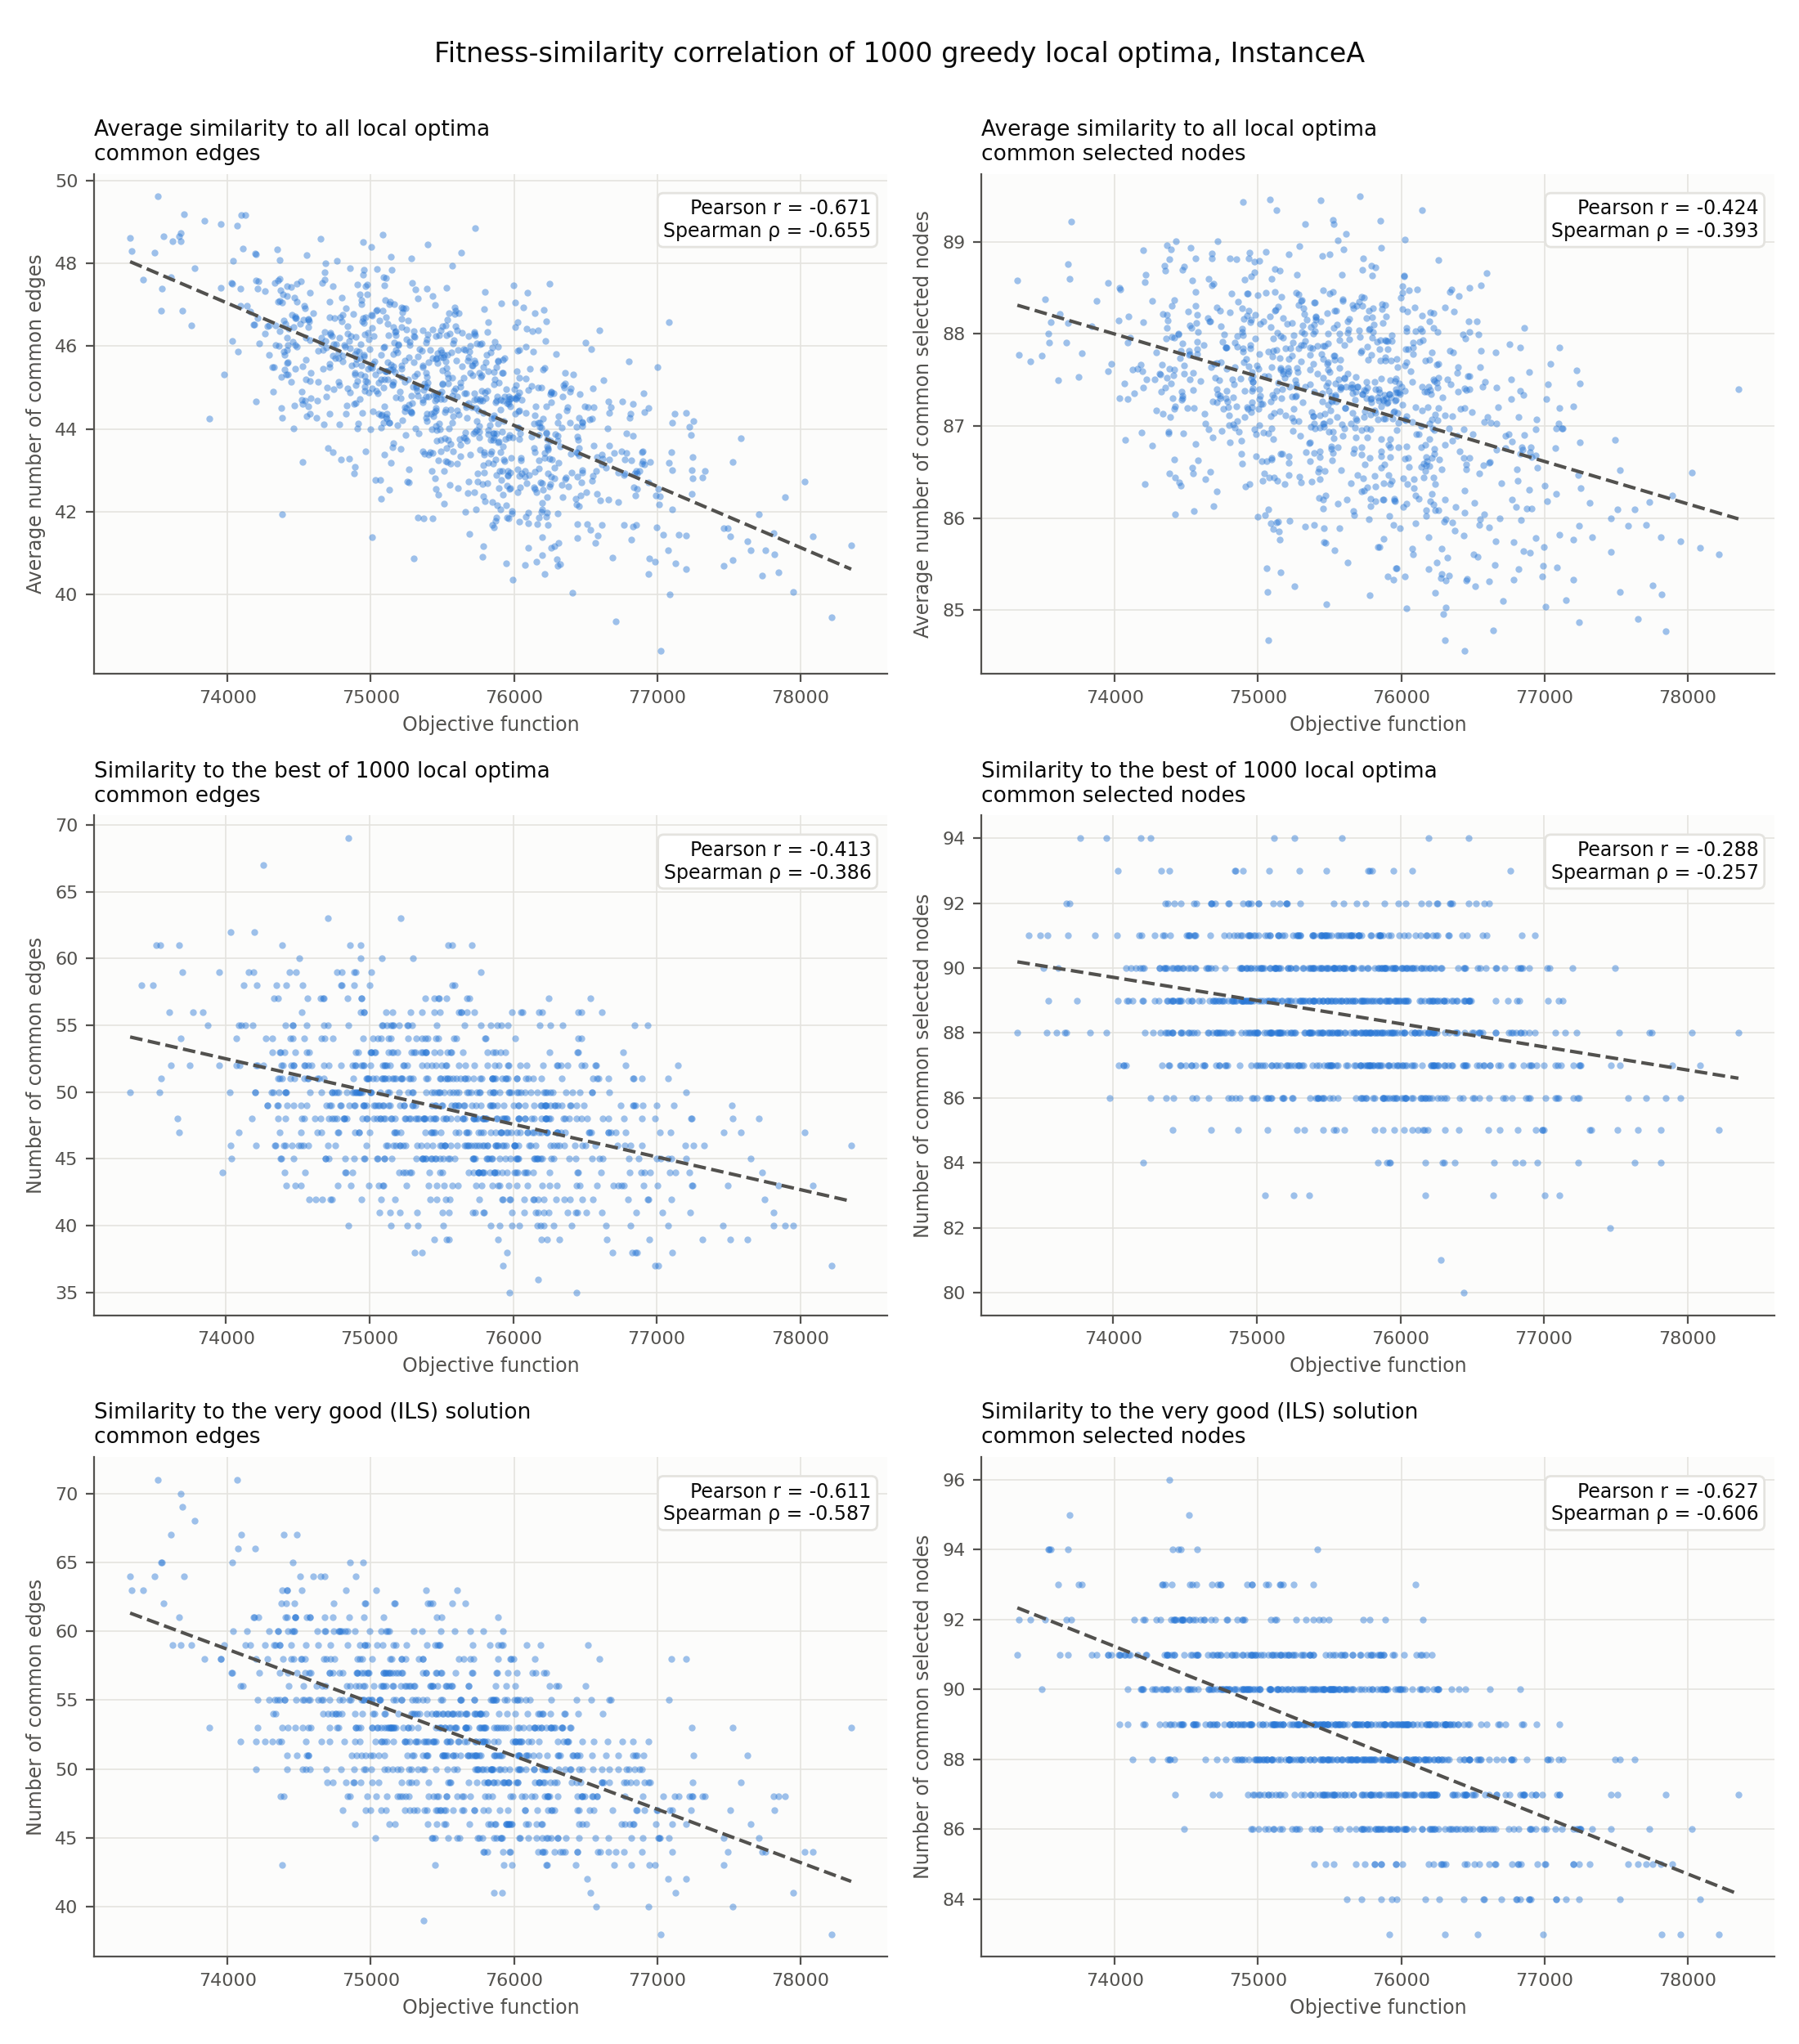 Fitness-similarity correlation of 1000 greedy local optima, InstanceA
Average similarity to all local optima
common edges
Pearson r = -0.671
Spearman ρ = -0.655
Average number of common edges
50
48
46
44
42
40
74000 75000 76000 77000 78000
Objective function
Average similarity to all local optima
common selected nodes
Pearson r = -0.424
Spearman ρ = -0.393
Average number of common selected nodes
89
88
87
86
85
74000 75000 76000 77000 78000
Objective function
Similarity to the best of 1000 local optima
common edges
Pearson r = -0.413
Spearman ρ = -0.386
Number of common edges
70
65
60
55
50
45
40
35
74000 75000 76000 77000 78000
Objective function
Similarity to the best of 1000 local optima
common selected nodes
Pearson r = -0.288
Spearman ρ = -0.257
Number of common selected nodes
94
92
90
88
86
84
82
80
74000 75000 76000 77000 78000
Objective function
Similarity to the very good (ILS) solution
common edges
Pearson r = -0.611
Spearman ρ = -0.587
Number of common edges
70
65
60
55
50
45
40
74000 75000 76000 77000 78000
Objective function
Similarity to the very good (ILS) solution
common selected nodes
Pearson r = -0.627
Spearman ρ = -0.606
Number of common selected nodes
96
94
92
90
88
86
84
74000 75000 76000 77000 78000
Objective function